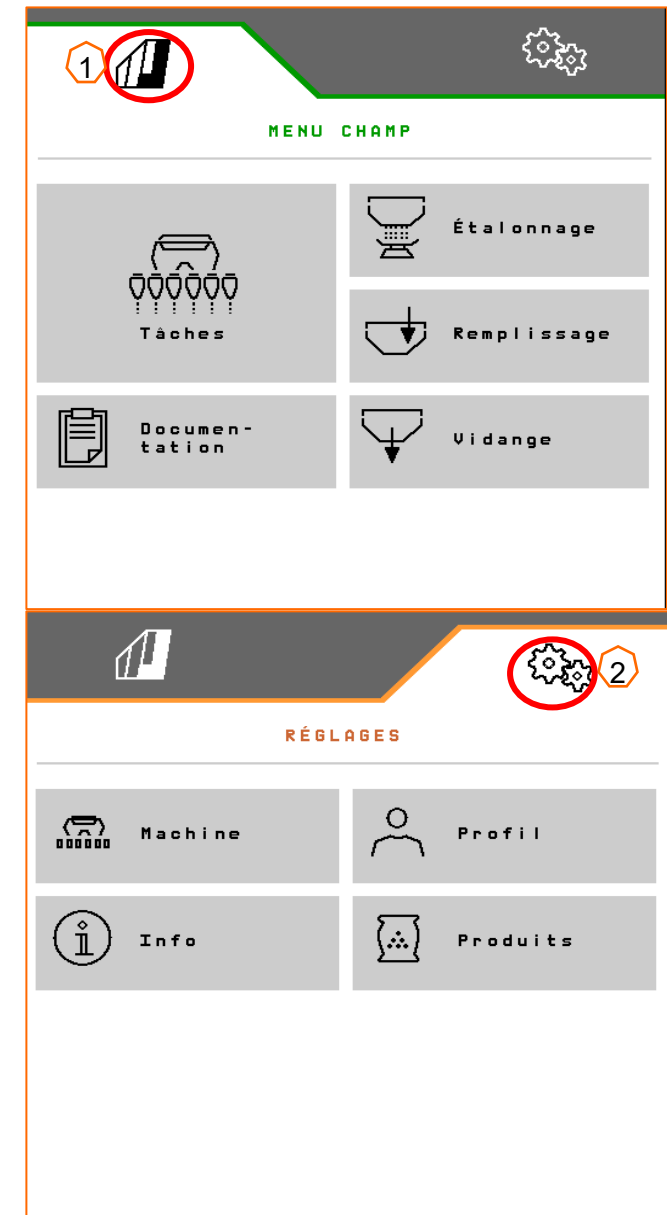 1
MENU CHAMP
Étalonnage
Tâches
Remplissage
Documen-
tation
Vidange
2
RÉGLAGES
Machine
Profil
Info
Produits